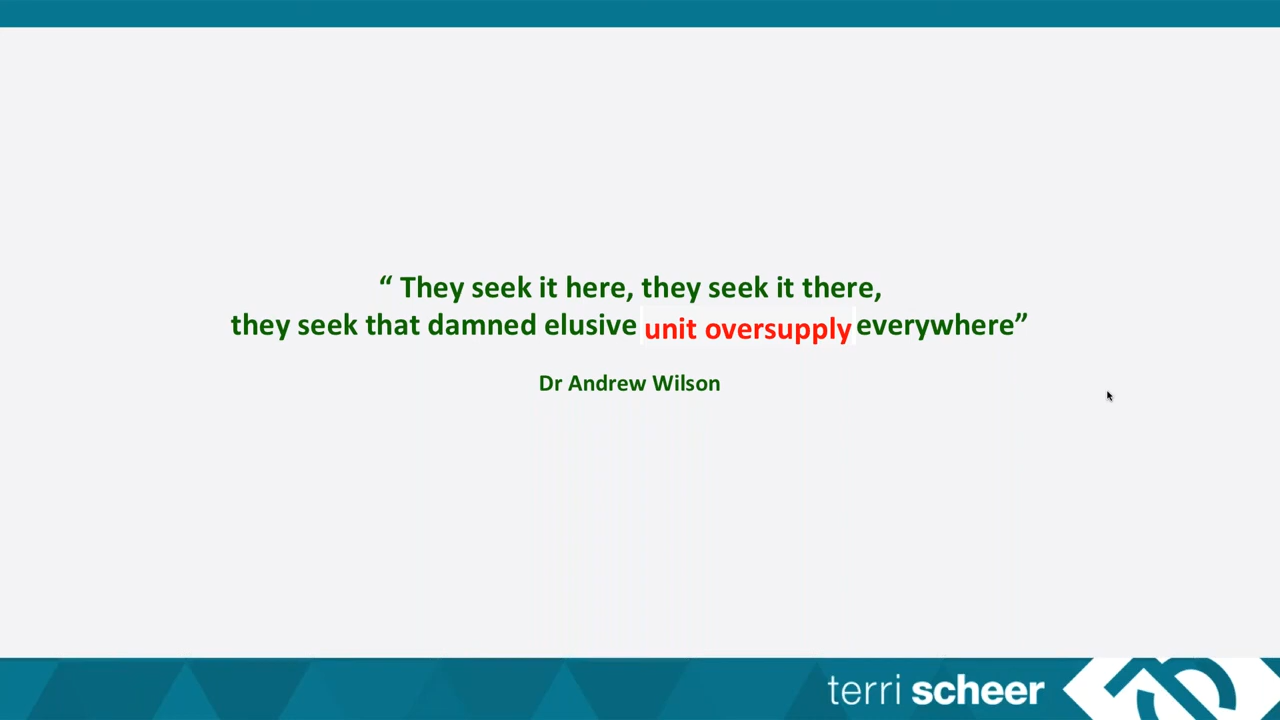 “ They seek it here, they seek it there,
they seek that damned elusive unit oversupply everywhere”
Dr Andrew Wilson
terri scheer